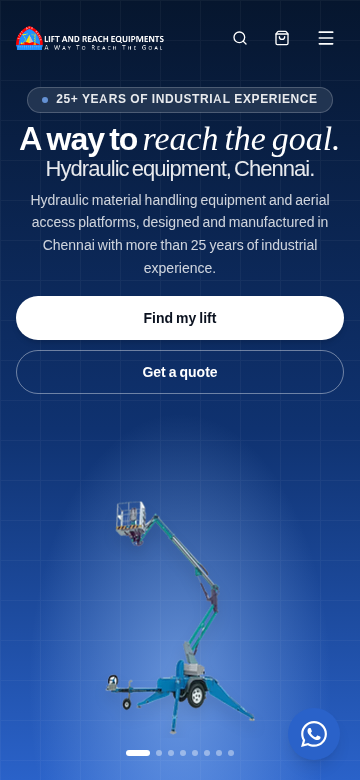 LIFT AND REACH EQUIPMENTS
A Way To Reach The Goal
25+ YEARS OF INDUSTRIAL EXPERIENCE
A way to reach the goal.
Hydraulic equipment, Chennai.
Hydraulic material handling equipment and aerial
access platforms, designed and manufactured in
Chennai with more than 25 years of industrial
experience.
Find my lift
Get a quote